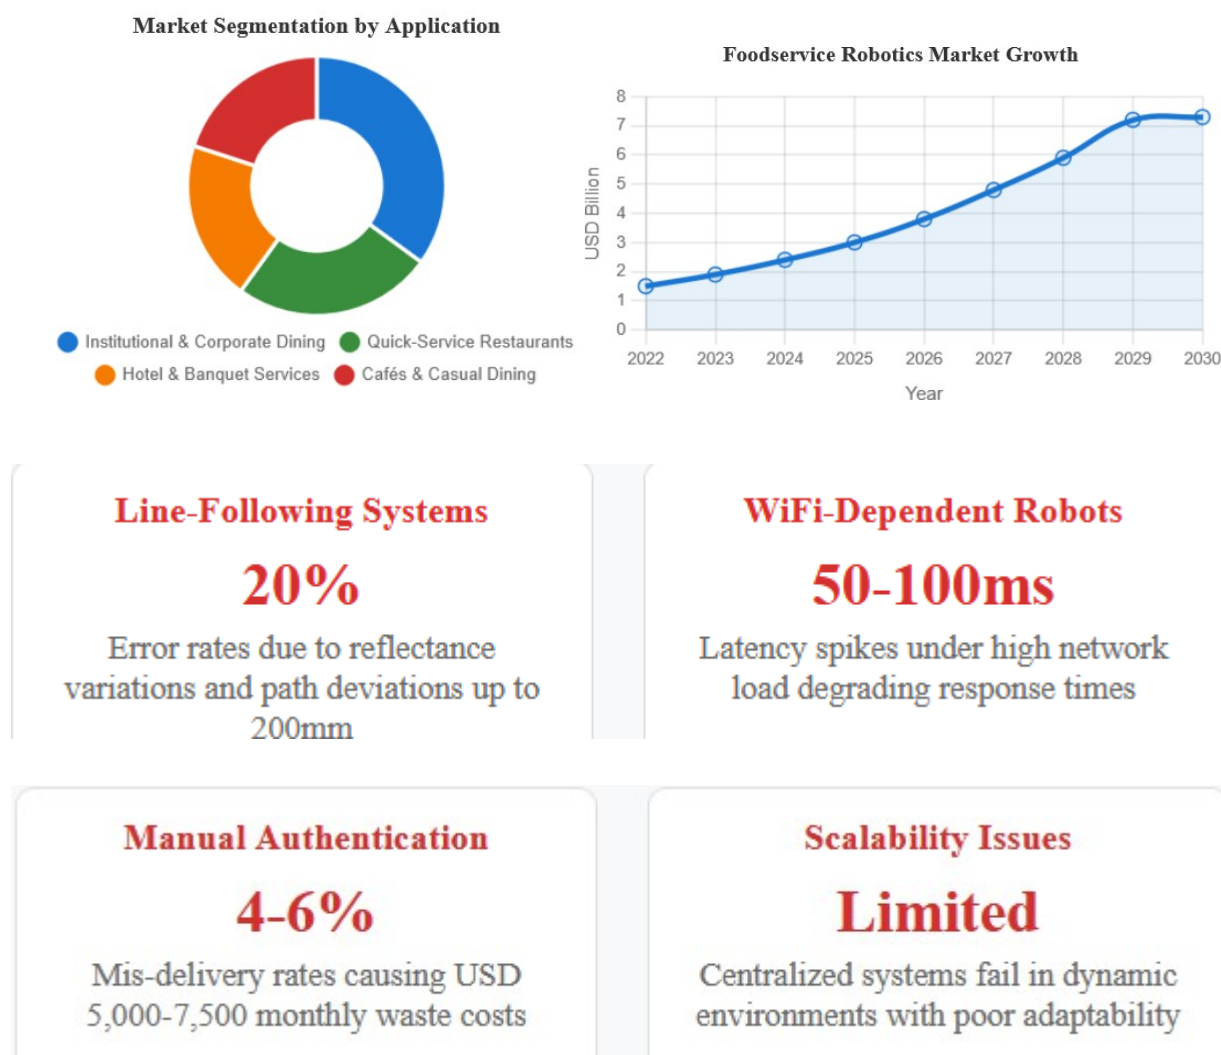 Market Segmentation by Application
Institutional & Corporate Dining
Quick-Service Restaurants
Hotel & Banquet Services
Cafés & Casual Dining
Foodservice Robotics Market Growth
USD Billion
8
7
6
5
4
3
2
1
0
2022 2023 2024 2025 2026 2027 2028 2029 2030
Year
Line-Following Systems
20%
Error rates due to reflectance
variations and path deviations up to
200mm
WiFi-Dependent Robots
50-100ms
Latency spikes under high network
load degrading response times
Manual Authentication
4-6%
Mis-delivery rates causing USD
5,000-7,500 monthly waste costs
Scalability Issues
Limited
Centralized systems fail in dynamic
environments with poor adaptability